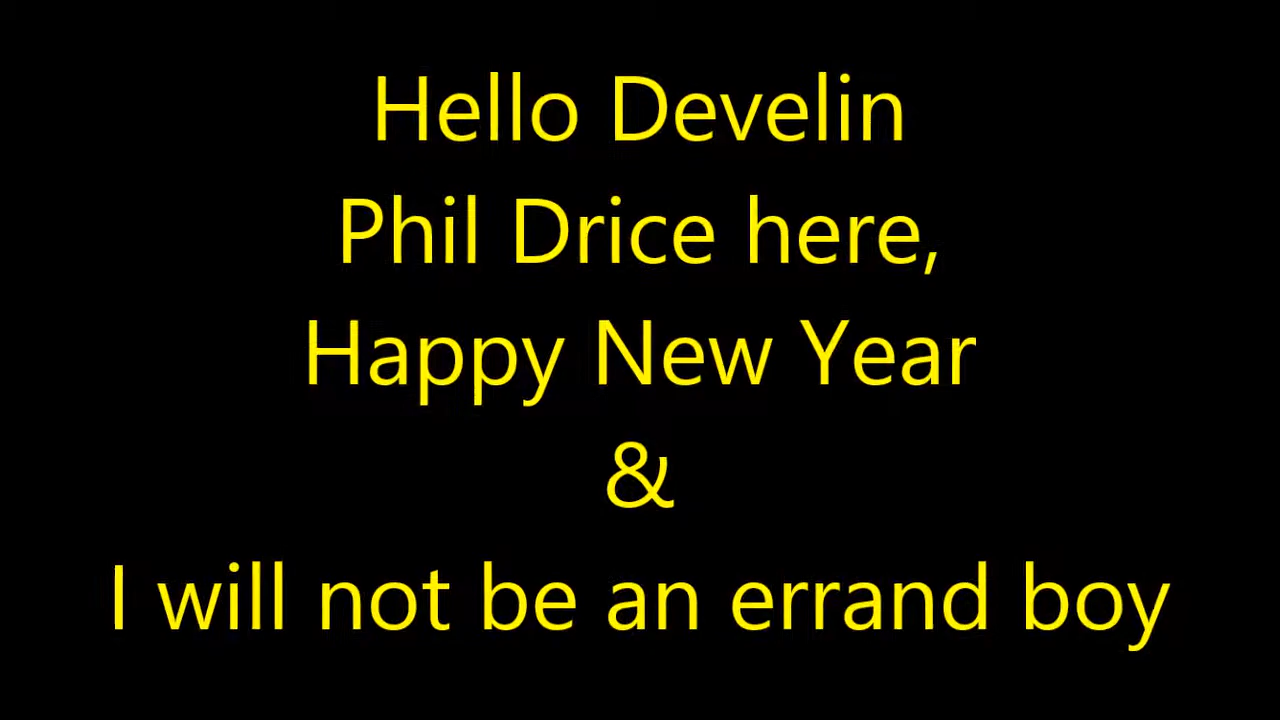 Hello Develin
Phil Drice here,
Happy New Year
&
I will not be an errand boy